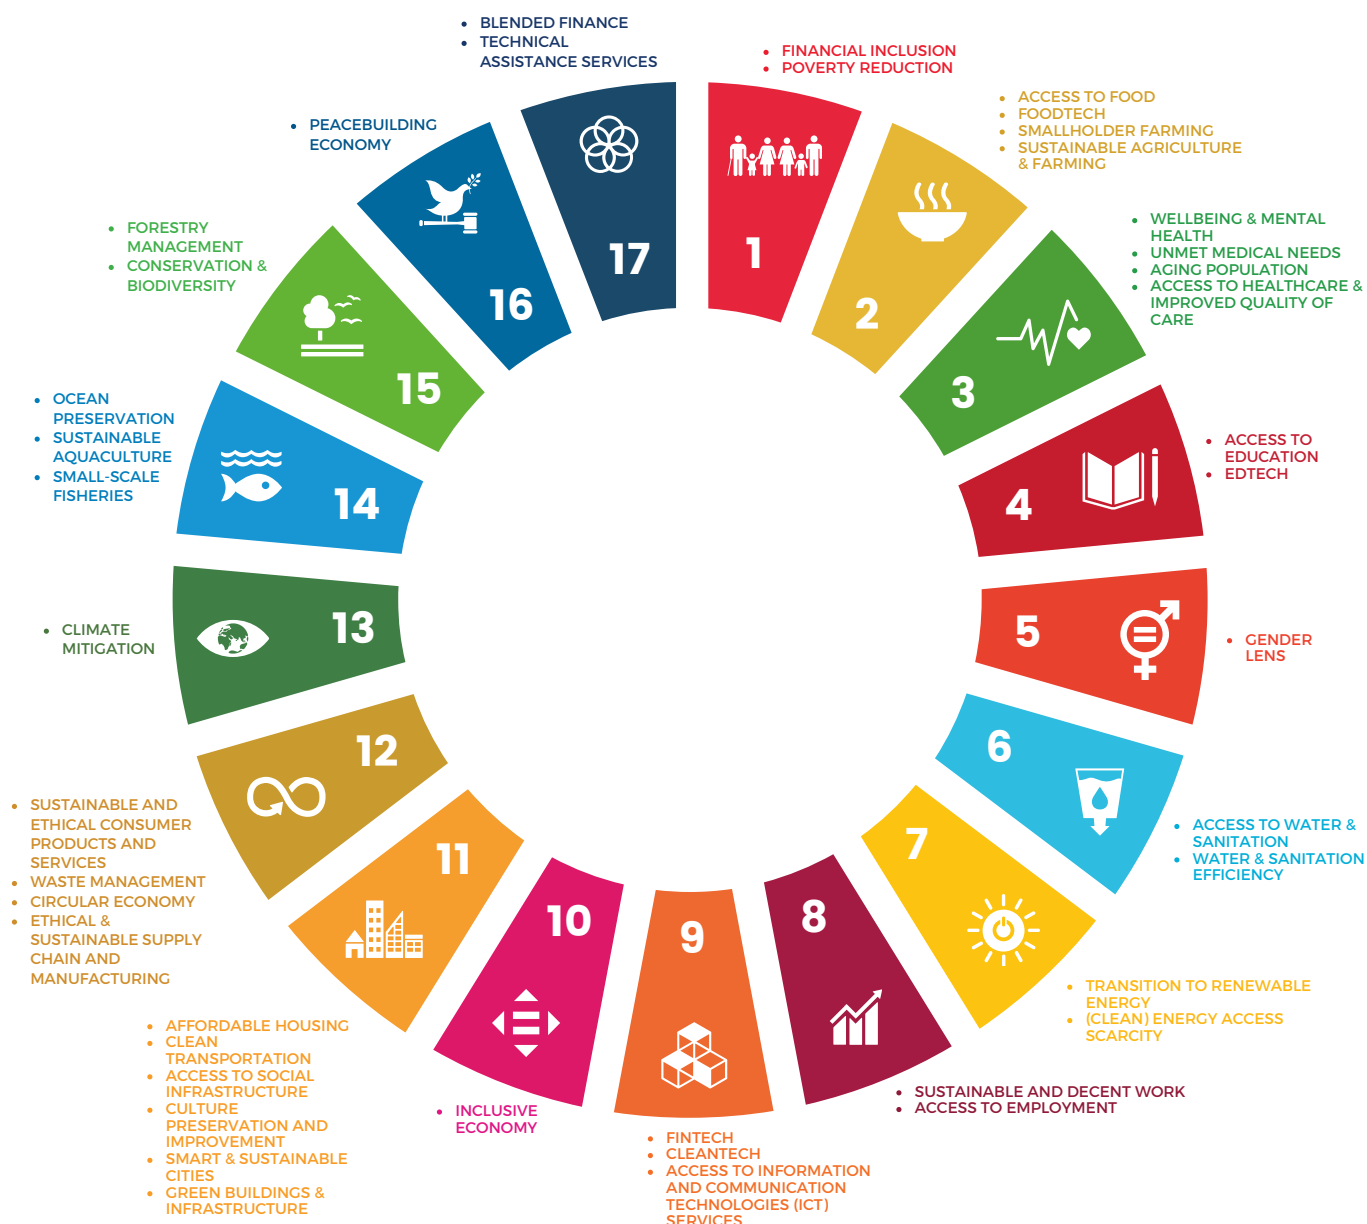 • BLENDED FINANCE
• TECHNICAL
ASSISTANCE SERVICES
17
• FINANCIAL INCLUSION
• POVERTY REDUCTION
1
• ACCESS TO FOOD
• FOODTECH
• SMALLHOLDER FARMING
• SUSTAINABLE AGRICULTURE
& FARMING
2
• WELLBEING & MENTAL
HEALTH
• UNMET MEDICAL NEEDS
• AGING POPULATION
• ACCESS TO HEALTHCARE &
IMPROVED QUALITY OF
CARE
3
• ACCESS TO
EDUCATION
• EDTECH
4
• GENDER
LENS
5
• ACCESS TO WATER &
SANITATION
• WATER & SANITATION
EFFICIENCY
6
• TRANSITION TO RENEWABLE
ENERGY
• (CLEAN) ENERGY ACCESS
SCARCITY
7
• SUSTAINABLE AND DECENT WORK
• ACCESS TO EMPLOYMENT
8
• FINTECH
• CLEANTECH
• ACCESS TO INFORMATION
AND COMMUNICATION
TECHNOLOGIES (ICT)
SERVICES
9
• INCLUSIVE
ECONOMY
10
• AFFORDABLE HOUSING
• CLEAN
TRANSPORTATION
• ACCESS TO SOCIAL
INFRASTRUCTURE
• CULTURE
PRESERVATION AND
IMPROVEMENT
• SMART & SUSTAINABLE
CITIES
• GREEN BUILDINGS &
INFRASTRUCTURE
11
• SUSTAINABLE AND
ETHICAL CONSUMER
PRODUCTS AND
SERVICES
• WASTE MANAGEMENT
• CIRCULAR ECONOMY
• ETHICAL &
SUSTAINABLE SUPPLY
CHAIN AND
MANUFACTURING
12
• CLIMATE
MITIGATION
13
• OCEAN
PRESERVATION
• SUSTAINABLE
AQUACULTURE
• SMALL-SCALE
FISHERIES
14
• FORESTRY
MANAGEMENT
• CONSERVATION &
BIODIVERSITY
15
• PEACEBUILDING
ECONOMY
16